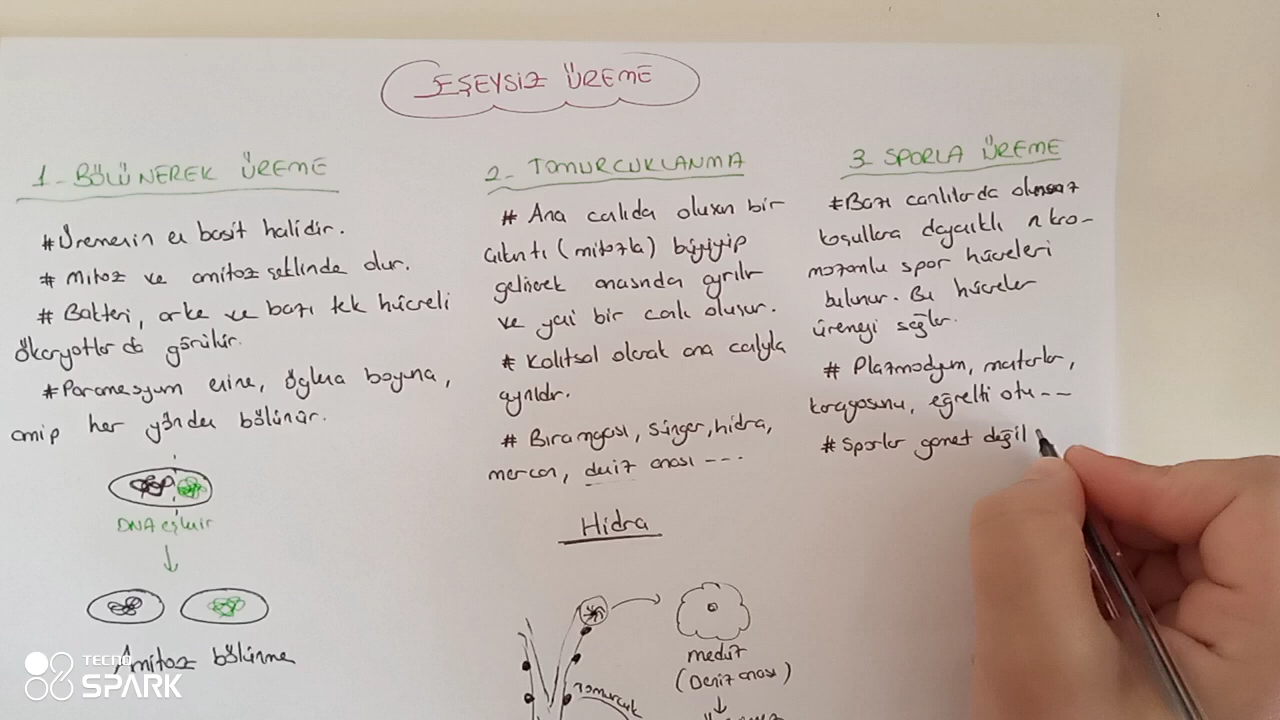 EŞEYSİZ ÜREME
1- BÖLÜNEREK ÜREME
# Üremenin en basit halidir.
# Mitoz ve amitoz şeklinde olur.
# Bakteri, arke ve bazı tek hücreli
ökaryotlarda görülür.
# Paramesyum enine, öglena boyuna,
amip her yönden bölünür.
DNA eşlenir
Amitoz bölünme
2- TOMURCUKLANMA
# Ana canlıda oluşan bir
çıkıntı (mitozla) büyüyüp
gelişerek anasından ayrılır
ve yeni bir canlı oluşur.
# Kalıtsal olarak ana canlıyla
aynıdır.
# Bira mayası, sünger, hidra,
mercan, deniz anası ---.
Hidra
medüz
(Deniz anası)
Tomurcuk
3- SPORLA ÜREME
# Bazı canlılarda olumsuz
koşullara dayanıklı n kro-
mozomlu spor hücreleri
bulunur. Bu hücreler
üremeyi sağlar.
# Plazmodyum, mantarlar,
karayosunu, eğrelti otu --
# Sporlar gamet değil
TECNO
SPARK